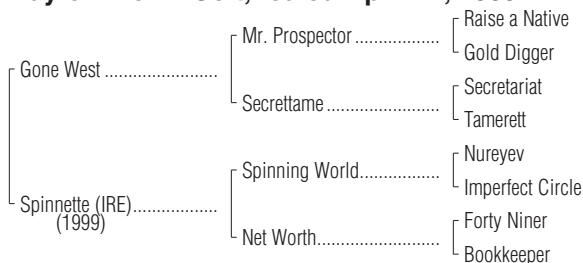 Raise a Native
Mr. Prospector ...................
Gold Digger
Gone West .........................
Secretariat
Secrettame .........................
Tamerett
Nureyev
Spinning World..................
Imperfect Circle
Spinnette (IRE)...................
(1999)
Forty Niner
Net Worth...........................
Bookkeeper